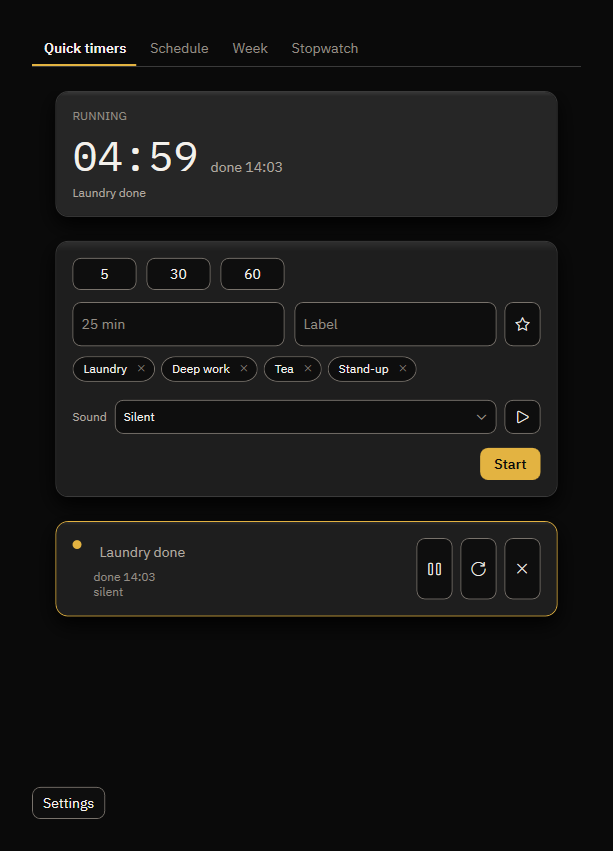 Quick timers Schedule Week Stopwatch
RUNNING
04:59 done 14:03
Laundry done
5 30 60
25 min Label
Laundry Deep work Tea Stand-up
Sound Silent
Start
Laundry done
done 14:03
silent
Settings